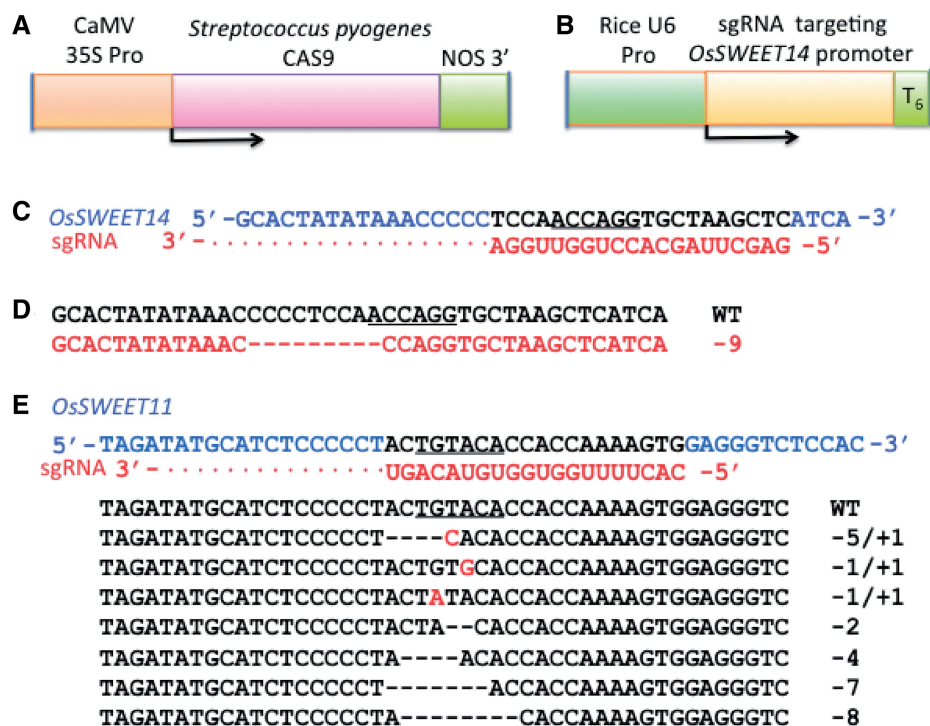 A
CaMV
35S Pro
Streptococcus pyogenes
CAS9
NOS 3′
B
Rice U6
Pro
sgRNA targeting
OsSWEET14 promoter
T6
C
OsSWEET14 5′ -GCACTATATAAACCCCCTCCAACCAGGTGCTAAGCTCATCA -3′
sgRNA 3′ -····················AGGUUGGUCCACGAUUCGAG -5′
D
GCACTATATAAACCCCCTCCAACCAGGTGCTAAGCTCATCA WT
GCACTATATAAAC---------CCAGGTGCTAAGCTCATCA -9
E
OsSWEET11
5′ -TAGATATGCATCTCCCCCTACTGTACACCACCAAAAGTGGAGGGTCTCCAC -3′
sgRNA 3′ -····················UGACAUGUGGUGGUUUUCAC -5′
TAGATATGCATCTCCCCCTACTGTACACCACCAAAAGTGGAGGGTC WT
TAGATATGCATCTCCCCCT----CACACCACCAAAAGTGGAGGGTC -5/+1
TAGATATGCATCTCCCCCTACTGTGCACCACCAAAAGTGGAGGGTC -1/+1
TAGATATGCATCTCCCCCTACTATACACCACCAAAAGTGGAGGGTC -1/+1
TAGATATGCATCTCCCCCTACTA--CACCACCAAAAGTGGAGGGTC -2
TAGATATGCATCTCCCCCTA----ACACCACCAAAAGTGGAGGGTC -4
TAGATATGCATCTCCCCCT-------ACCACCAAAAGTGGAGGGTC -7
TAGATATGCATCTCCCCCTA--------CACCAAAAGTGGAGGGTC -8